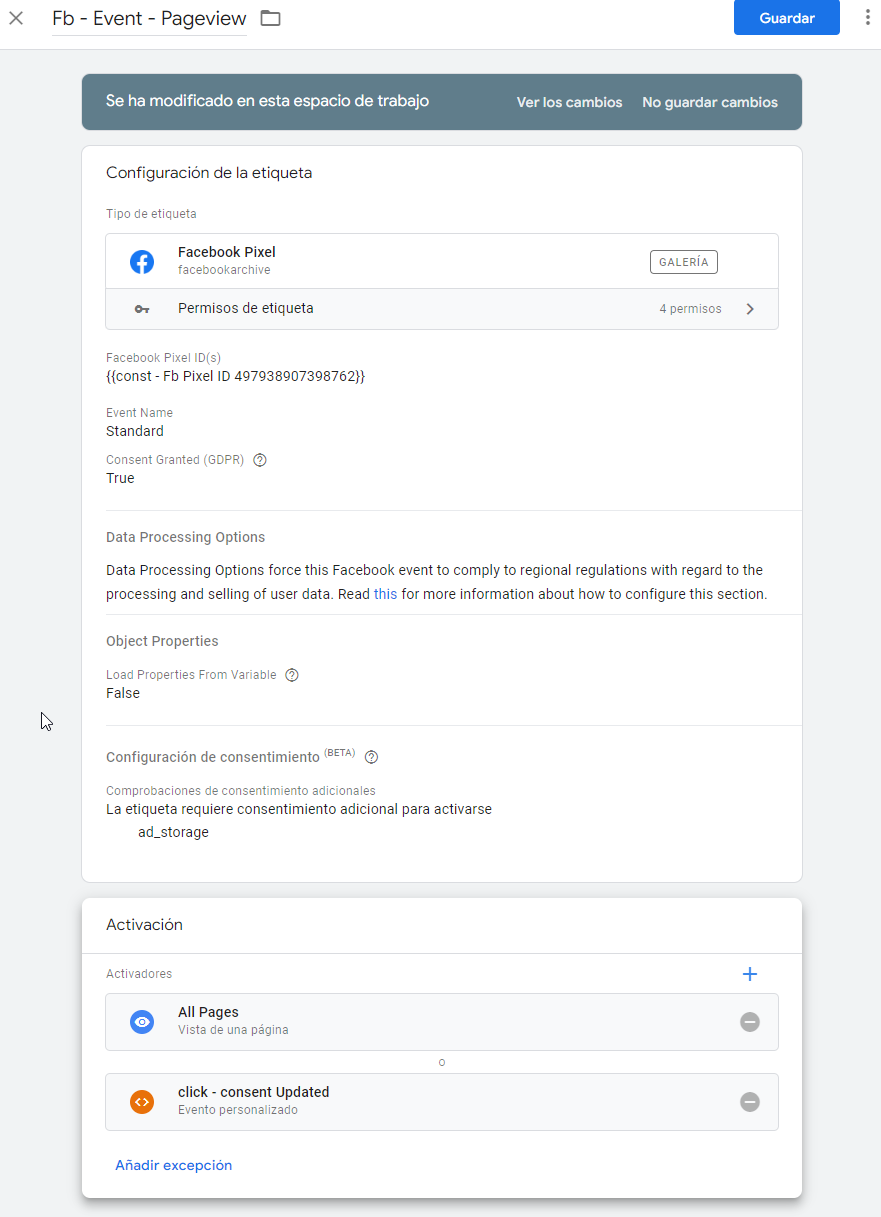 Fb - Event - Pageview
Guardar
Se ha modificado en esta espacio de trabajo
Ver los cambios
No guardar cambios
Configuración de la etiqueta
Tipo de etiqueta
Facebook Pixel
facebookarchive
GALERÍA
Permisos de etiqueta
4 permisos
Facebook Pixel ID(s)
{{const - Fb Pixel ID 497938907398762}}
Event Name
Standard
Consent Granted (GDPR)
True
Data Processing Options
Data Processing Options force this Facebook event to comply to regional regulations with regard to the
processing and selling of user data. Read this for more information about how to configure this section.
Object Properties
Load Properties From Variable
False
Configuración de consentimiento (BETA)
Comprobaciones de consentimiento adicionales
La etiqueta requiere consentimiento adicional para activarse
ad_storage
Activación
Activadores
All Pages
Vista de una página
o
click - consent Updated
Evento personalizado
Añadir excepción